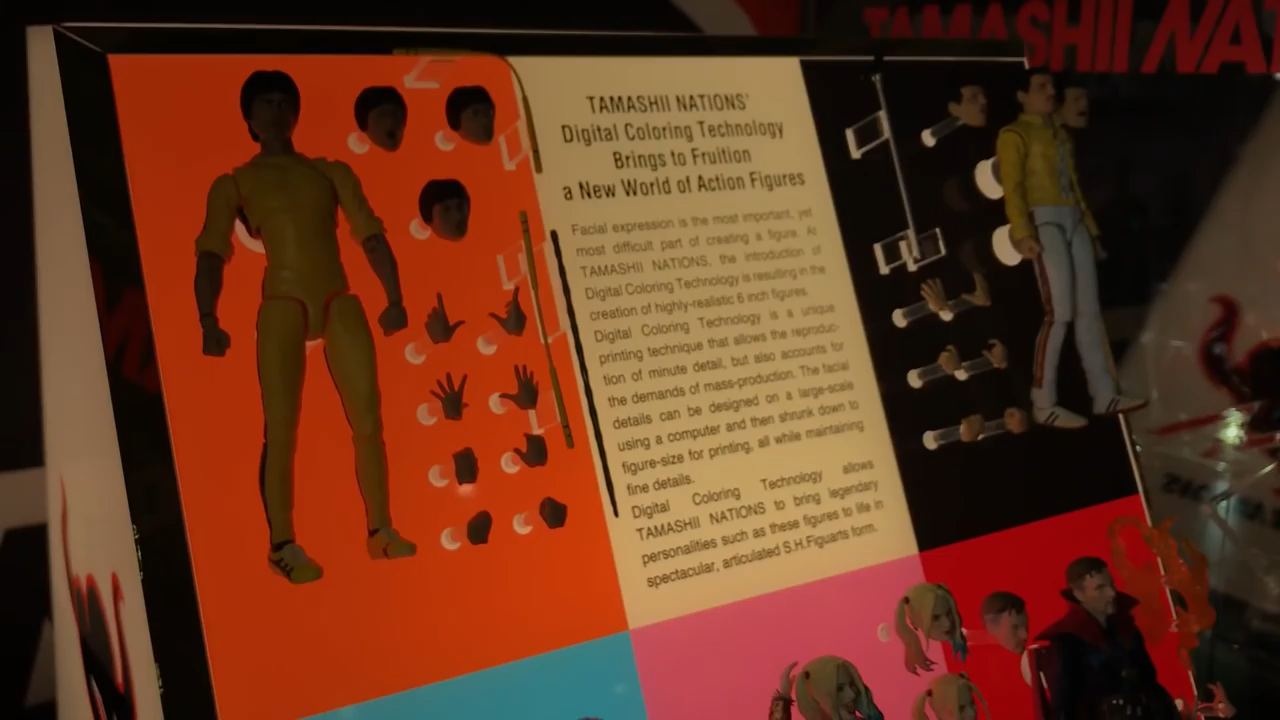 TAMASHII NA
TAMASHII NATIONS'
Digital Coloring Technology
Brings to Fruition
a New World of Action Figures
Facial expression is the most important, yet
most difficult part of creating a figure. At
TAMASHII NATIONS, the introduction of
Digital Coloring Technology is resulting in the
creation of highly-realistic 6 inch figures.
Digital Coloring Technology is a unique
printing technique that allows the reproduc-
tion of minute detail, but also accounts for
the demands of mass-production. The facial
details can be designed on a large-scale
using a computer and then shrunk down to
figure-size for printing, all while maintaining
fine details.
Digital Coloring Technology allows
TAMASHII NATIONS to bring legendary
personalities such as these figures to life in
spectacular, articulated S.H.Figuarts form.